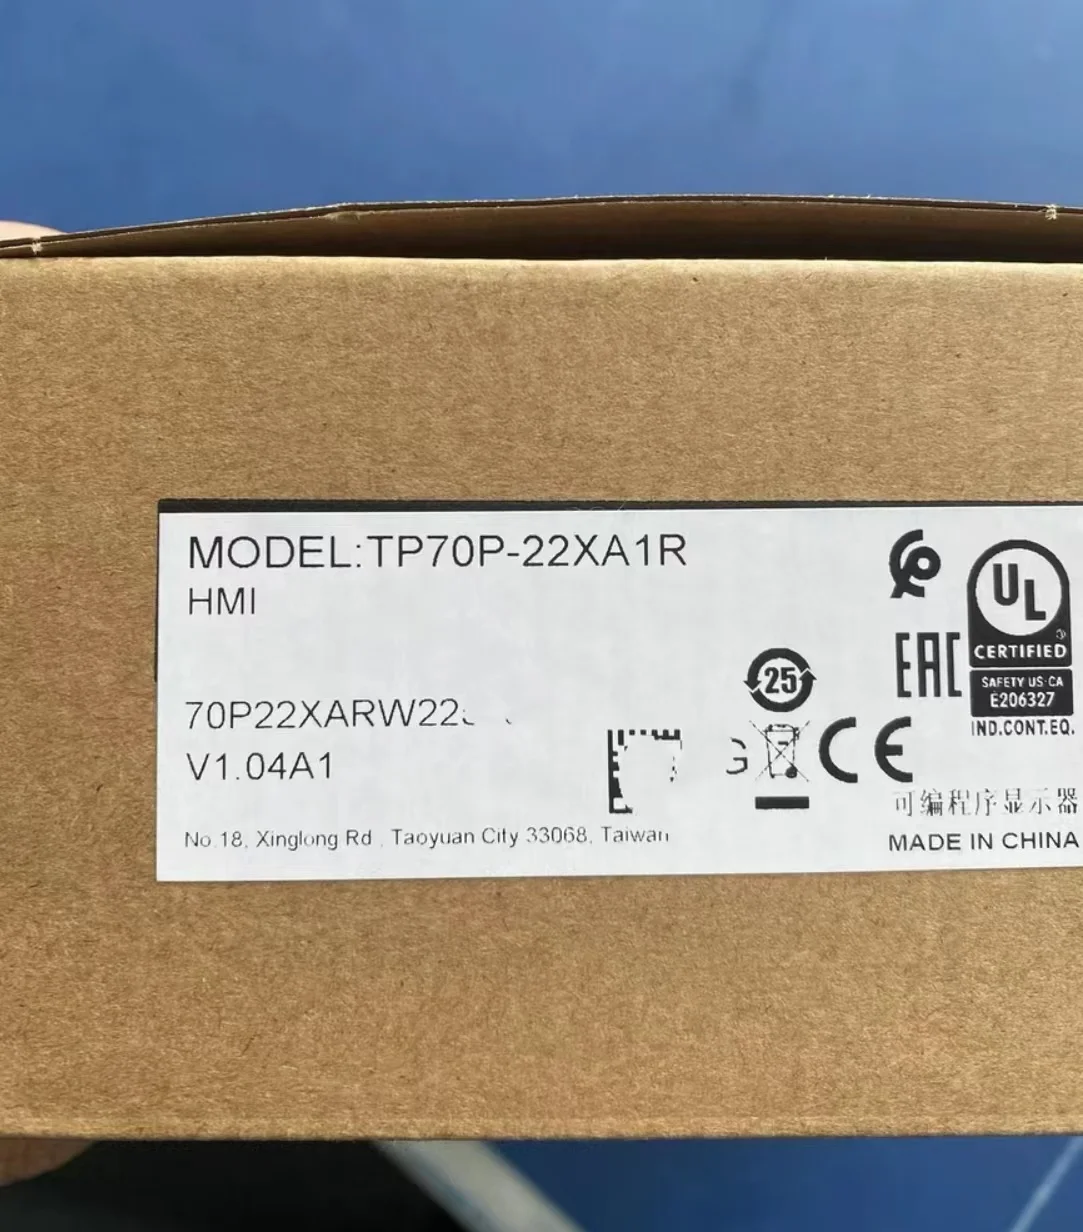 MODEL:TP70P-22XA1R
HMI
70P22XARW22
V1.04A1
No.18, Xinglong Rd., Taoyuan City 33068, Taiwan
25
EAC
UL
CERTIFIED
SAFETY US·CA
E206327
IND.CONT.EQ.
CE
可编程序显示器
MADE IN CHINA